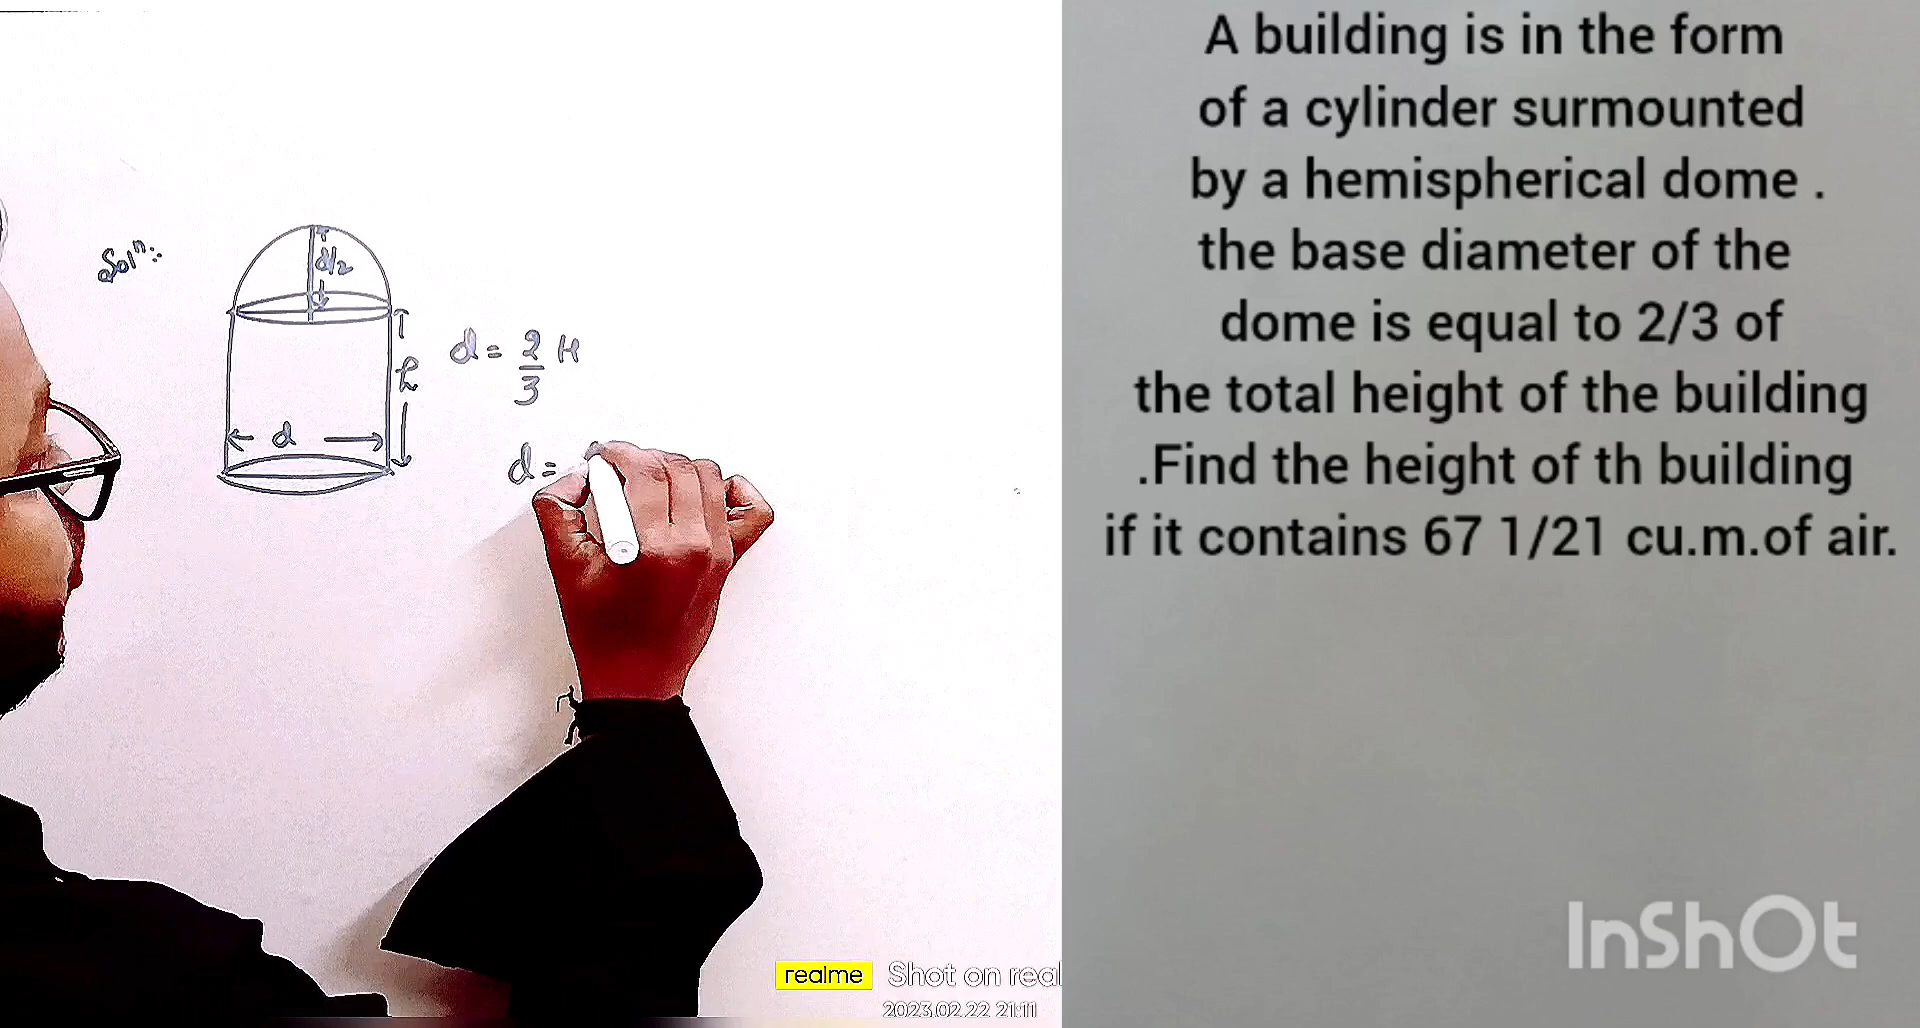 Solⁿ:
d/2
d = 2/3 H
h
d
d =
A building is in the form
of a cylinder surmounted
by a hemispherical dome .
the base diameter of the
dome is equal to 2/3 of
the total height of the building
.Find the height of th building
if it contains 67 1/21 cu.m.of air.
InShOt
realme Shot on real
2023.02.22 21:11